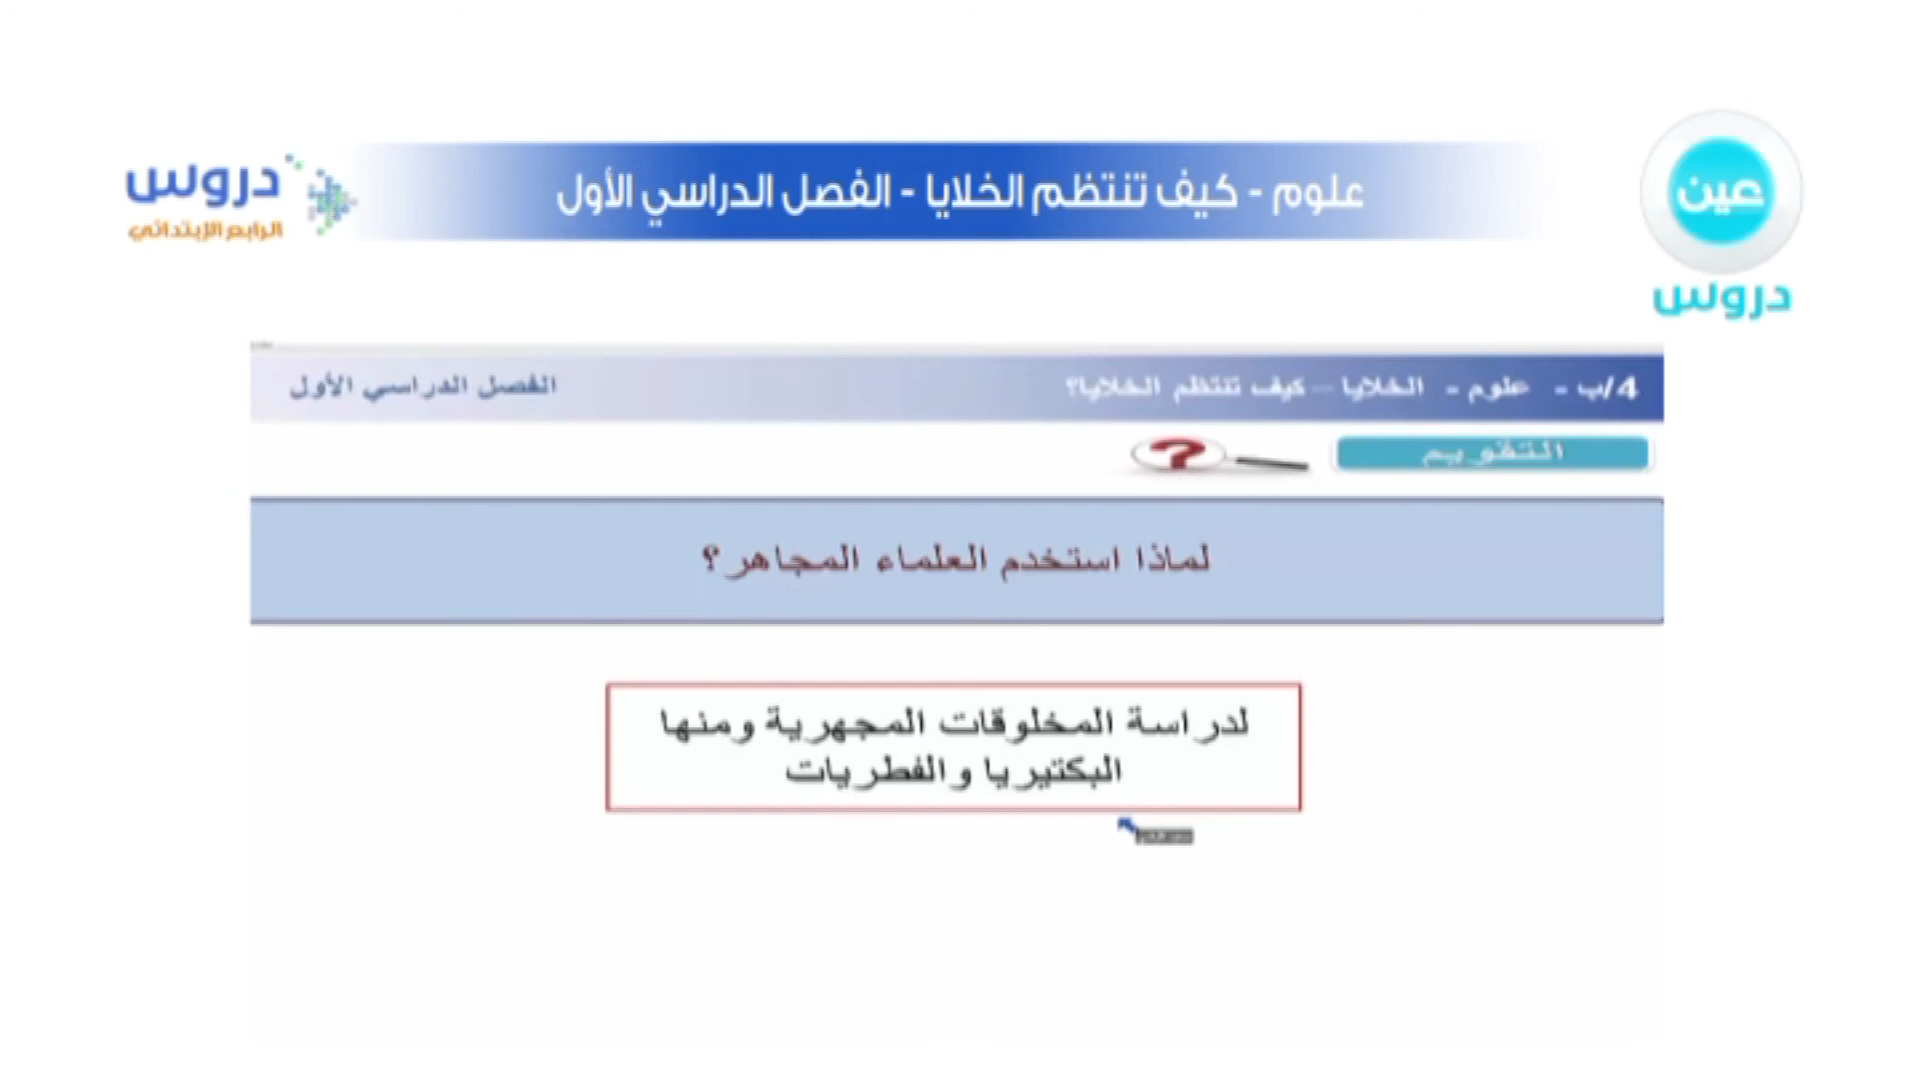 علوم - كيف تنتظم الخلايا - الفصل الدراسي الأول
دروس
الرابع الإبتدائي
عين
دروس
4/ب - علوم - الخلايا – كيف تنتظم الخلايا؟
الفصل الدراسي الأول
التقويم
?
لماذا استخدم العلماء المجاهر؟
لدراسة المخلوقات المجهرية ومنها
البكتيريا والفطريات